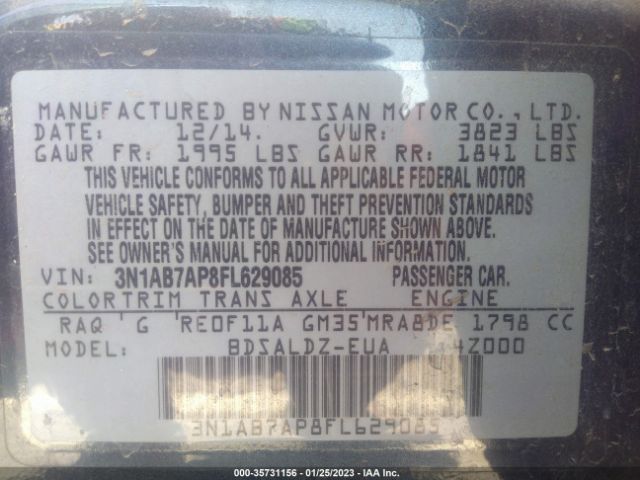 MANUFACTURED BY NISSAN MOTOR CO., LTD.
DATE: 12/14. GVWR: 3823 LBS
GAWR FR: 1995 LBS GAWR RR: 1841 LBS
THIS VEHICLE CONFORMS TO ALL APPLICABLE FEDERAL MOTOR
VEHICLE SAFETY, BUMPER AND THEFT PREVENTION STANDARDS
IN EFFECT ON THE DATE OF MANUFACTURE SHOWN ABOVE.
SEE OWNER'S MANUAL FOR ADDITIONAL INFORMATION.
VIN: 3N1AB7AP8FL629085 PASSENGER CAR.
COLOR TRIM TRANS AXLE ENGINE
RAQ 'G 'RE0F11A GM35 MRA8DE 1798 CC
MODEL: BDSALDZ-EUA 4Z000
3N1AB7AP8FL629085
000-35731156 | 01/25/2023 | IAA Inc.